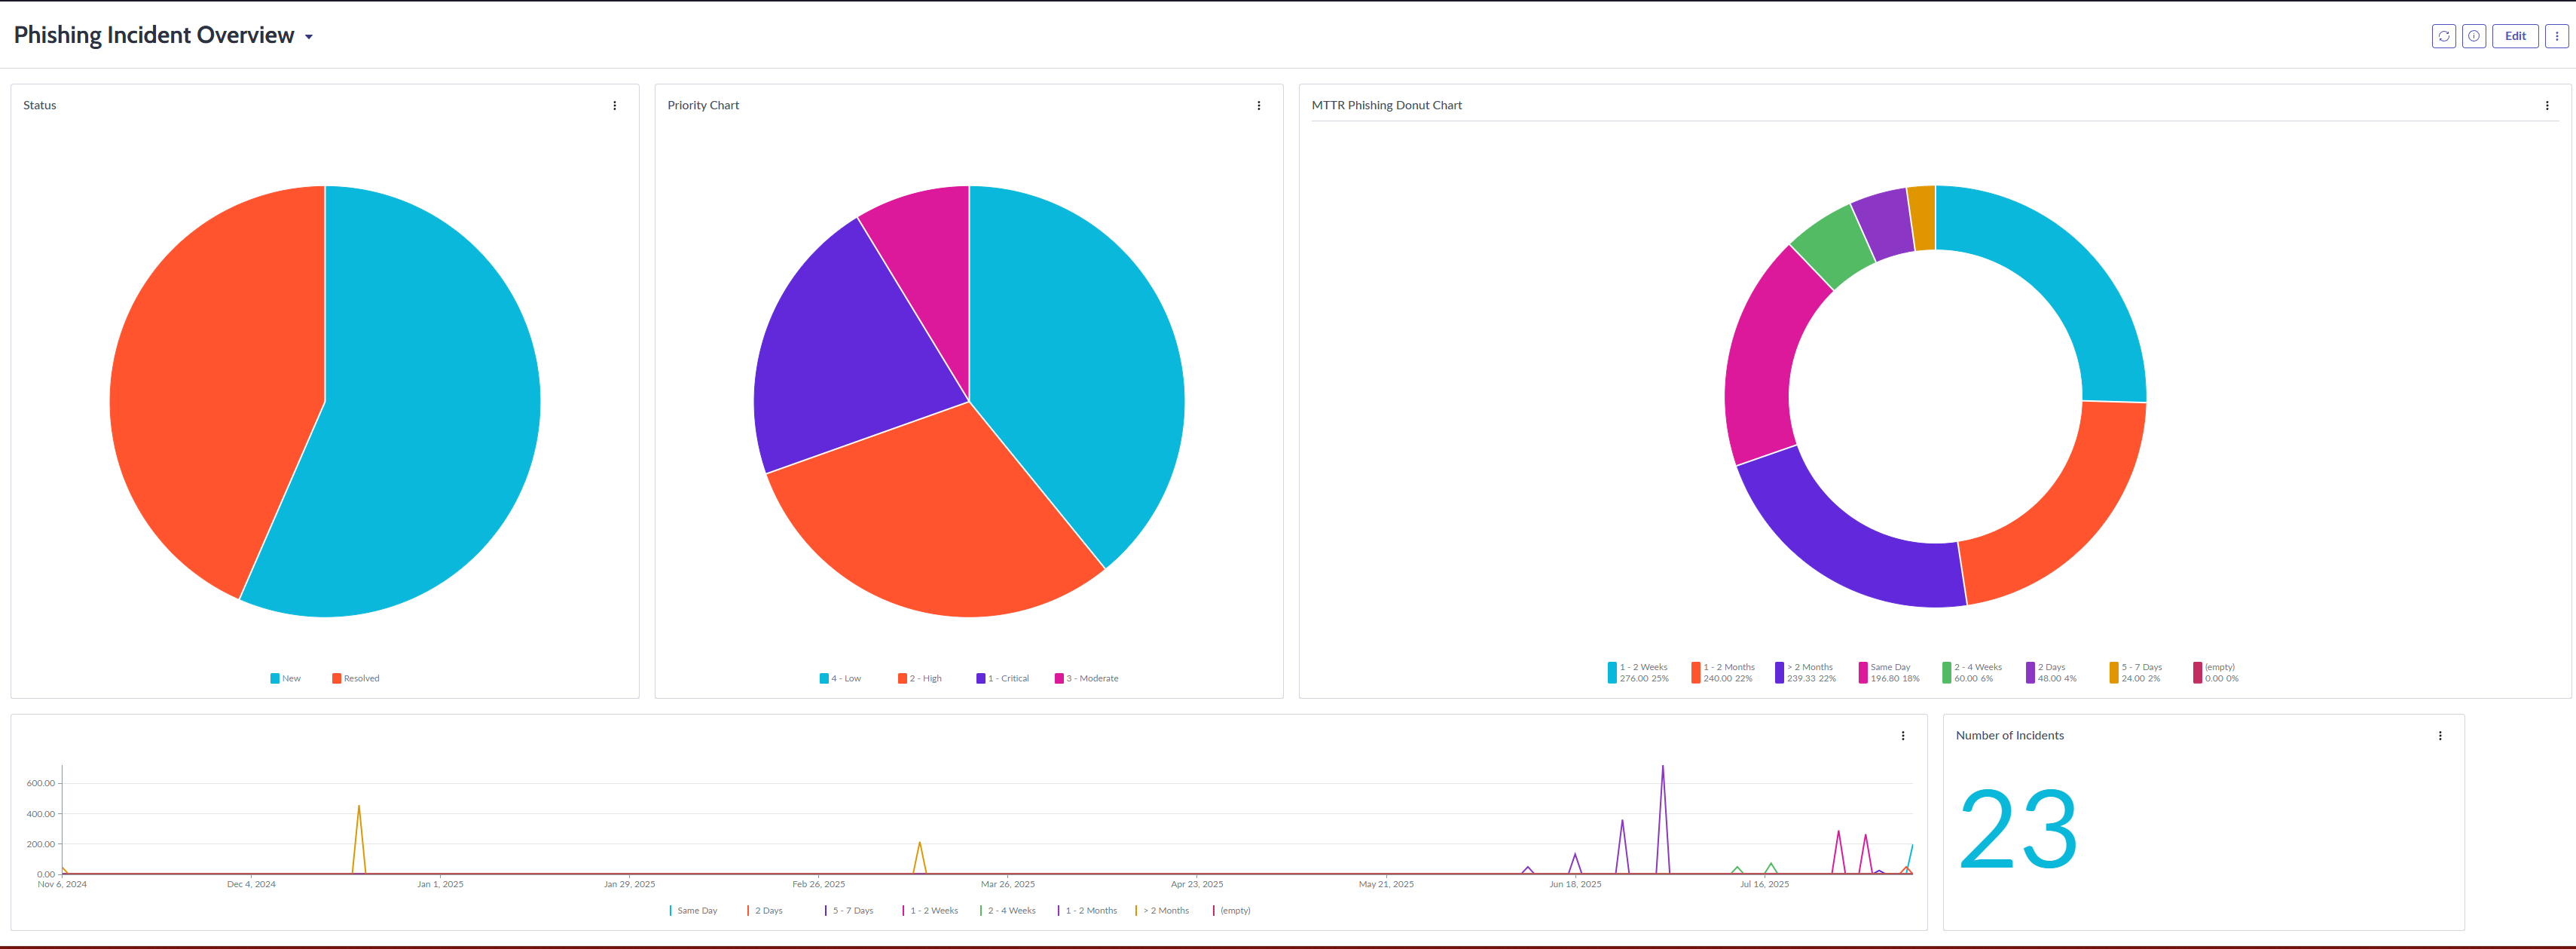 Phishing Incident Overview
Edit
Status
New Resolved
Priority Chart
4 - Low 2 - High 1 - Critical 3 - Moderate
MTTR Phishing Donut Chart
1 - 2 Weeks 1 - 2 Months > 2 Months Same Day 2 - 4 Weeks 2 Days 5 - 7 Days (empty)
276.00 25% 240.00 22% 239.33 22% 196.80 18% 60.00 6% 48.00 4% 24.00 2% 0.00 0%
600.00
400.00
200.00
0.00
Nov 6, 2024 Dec 4, 2024 Jan 1, 2025 Jan 29, 2025 Feb 26, 2025 Mar 26, 2025 Apr 23, 2025 May 21, 2025 Jun 18, 2025 Jul 16, 2025
Same Day 2 Days 5 - 7 Days 1 - 2 Weeks 2 - 4 Weeks 1 - 2 Months > 2 Months (empty)
Number of Incidents
23